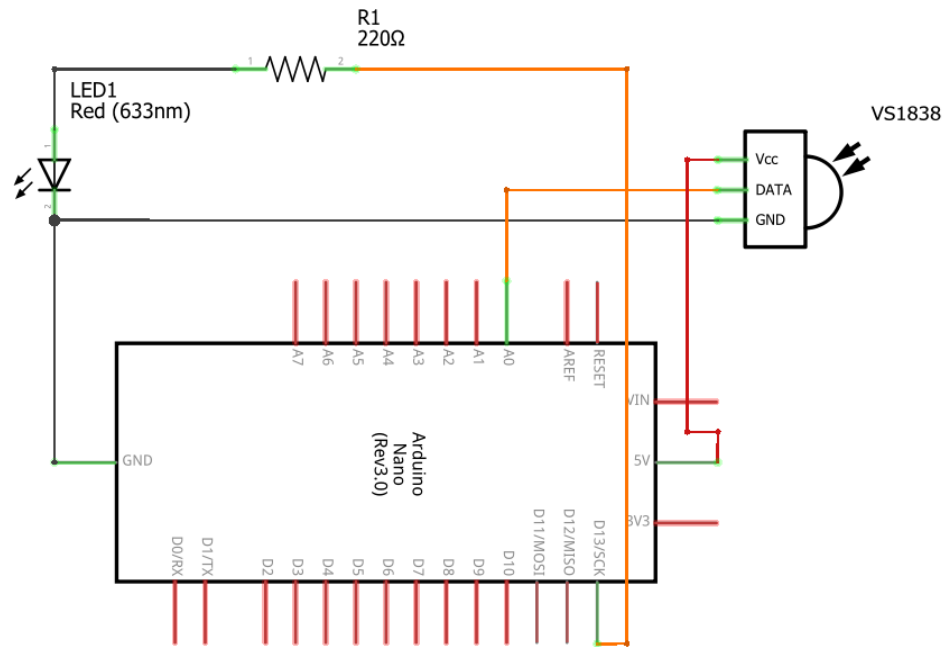 R1
220Ω
1
2
LED1
Red (633nm)
1
2
VS1838
Vcc
DATA
GND
A7
A6
A5
A4
A3
A2
A1
A0
AREF
RESET
VIN
5V
3V3
GND
Arduino
Nano
(Rev3.0)
D0/RX
D1/TX
D2
D3
D4
D5
D6
D7
D8
D9
D10
D11/MOSI
D12/MISO
D13/SCK